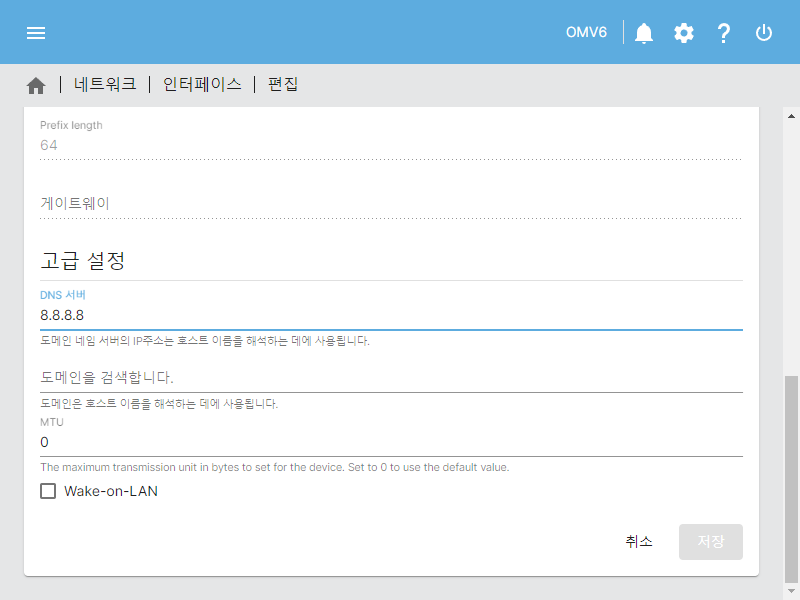 OMV6
네트워크 | 인터페이스 | 편집
Prefix length
64
게이트웨이
고급 설정
DNS 서버
8.8.8.8
도메인 네임 서버의 IP주소는 호스트 이름을 해석하는 데에 사용됩니다.
도메인을 검색합니다.
도메인은 호스트 이름을 해석하는 데에 사용됩니다.
MTU
0
The maximum transmission unit in bytes to set for the device. Set to 0 to use the default value.
Wake-on-LAN
취소 저장